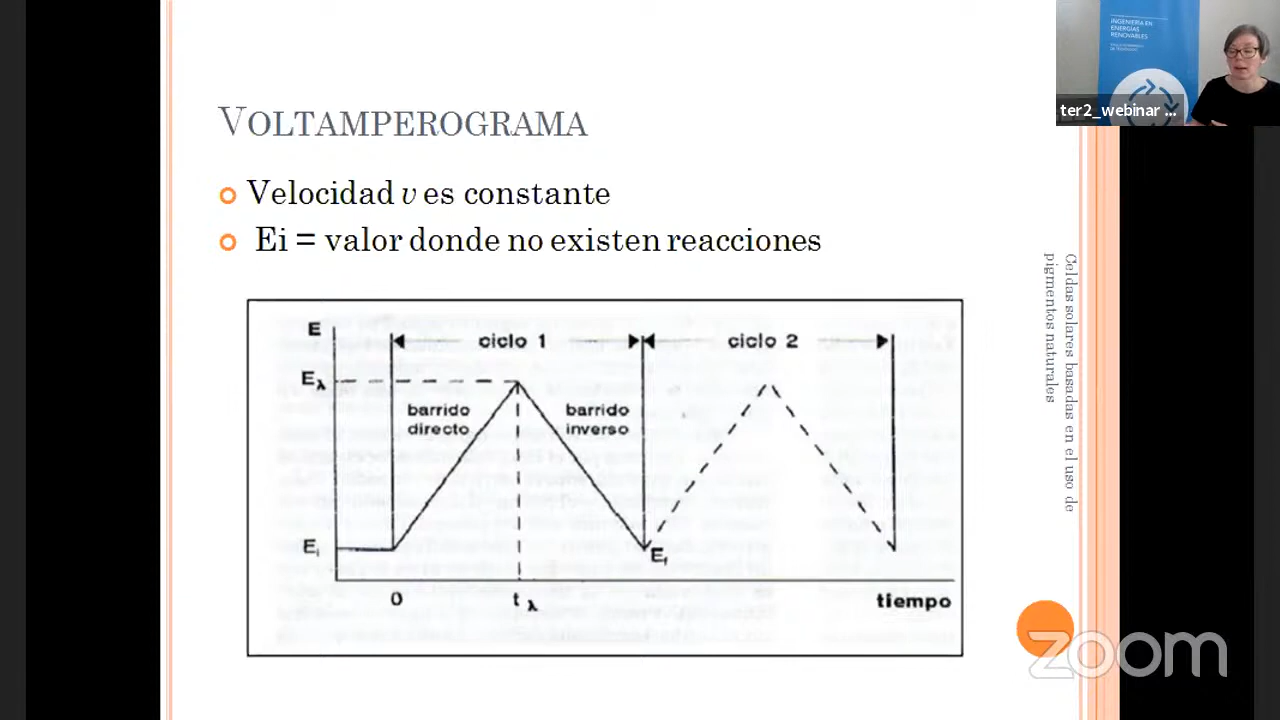 INGENIERÍA EN
ENERGÍAS
RENOVABLES
ter2_webinar ...
VOLTAMPEROGRAMA
Velocidad v es constante
Ei = valor donde no existen reacciones
Celdas solares basadas en el uso de
pigmentos naturales
E
ciclo 1
ciclo 2
Eλ
barrido
directo
barrido
inverso
Ei
Ef
0
tλ
tiempo
zoom